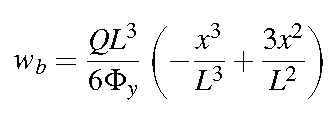 $w_b = \frac{QL^3}{6\Phi_y} \left( -\frac{x^3}{L^3} + \frac{3x^2}{L^2} \right)$